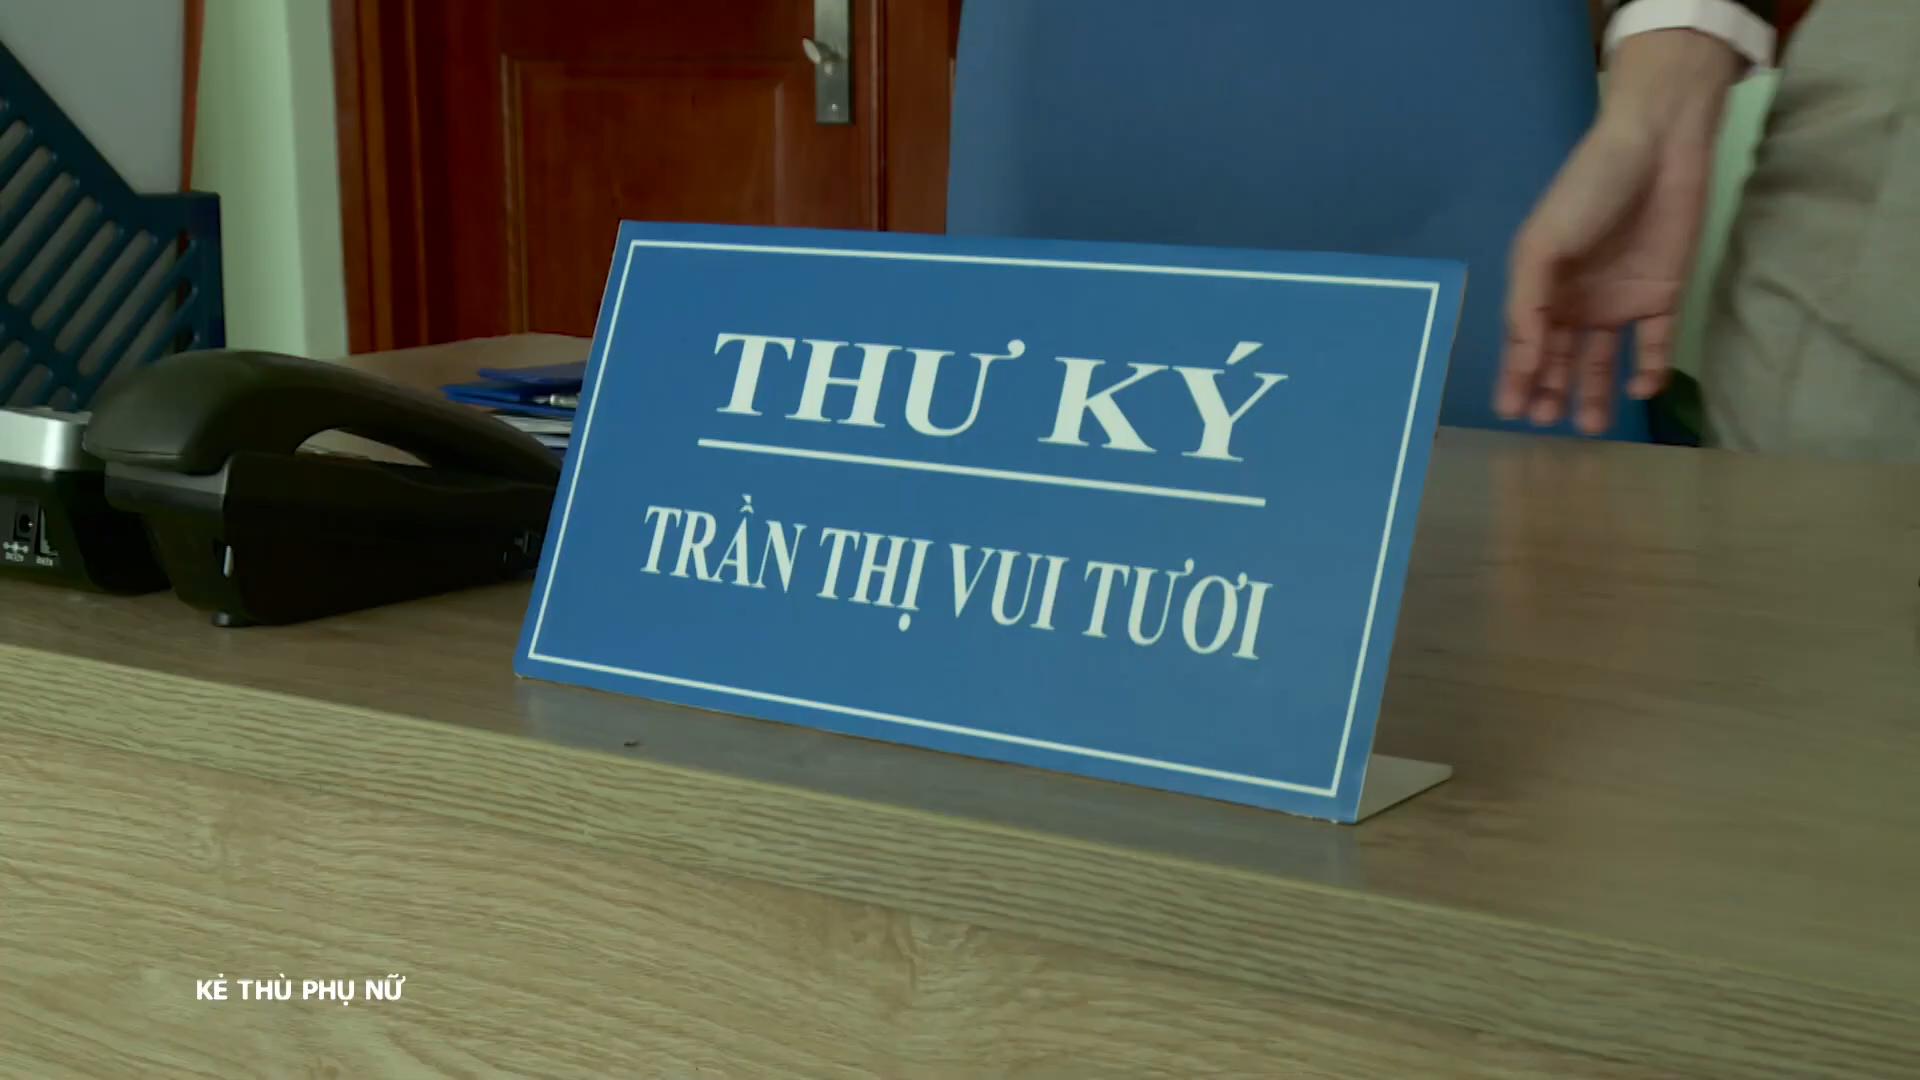 THƯ KÝ
TRẦN THỊ VUI TƯƠI
KẺ THÙ PHỤ NỮ